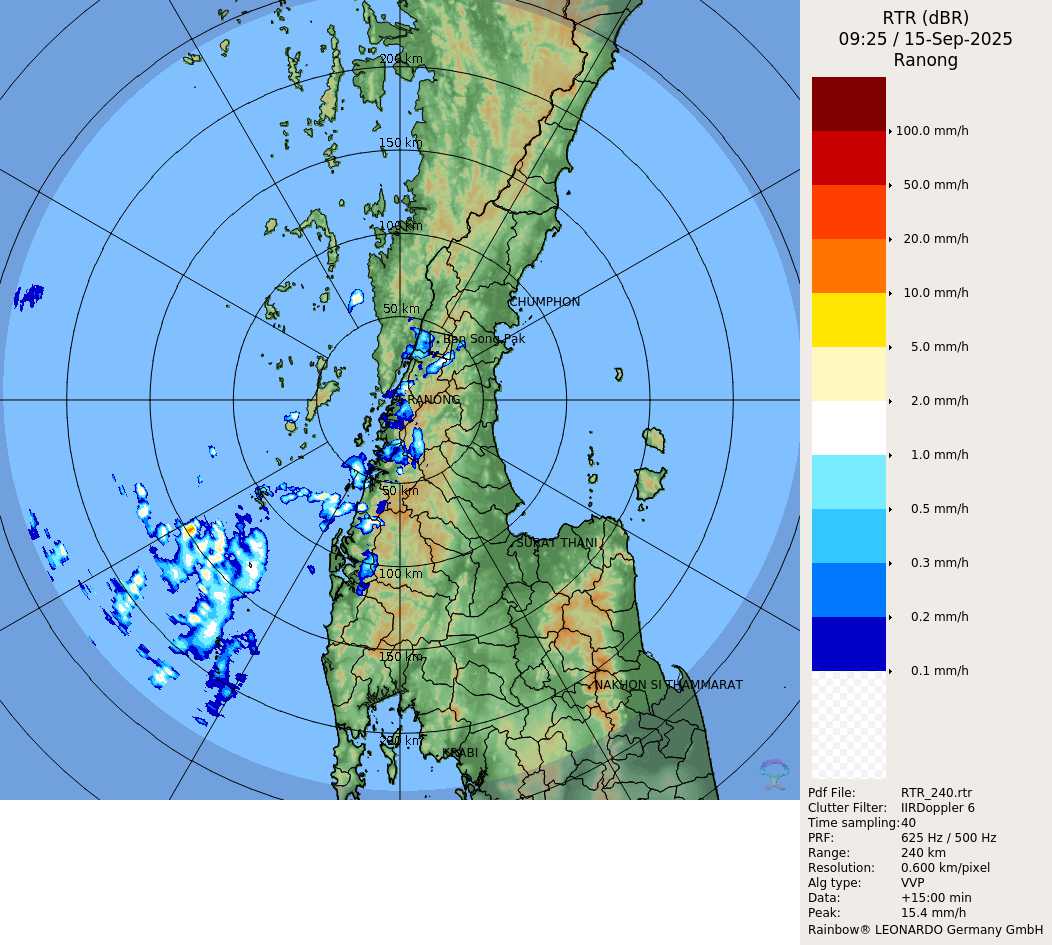 RTR (dBR)
09:25 / 15-Sep-2025
Ranong
100.0 mm/h
50.0 mm/h
20.0 mm/h
10.0 mm/h
5.0 mm/h
2.0 mm/h
1.0 mm/h
0.5 mm/h
0.3 mm/h
0.2 mm/h
0.1 mm/h
Pdf File: RTR_240.rtr
Clutter Filter: IIRDoppler 6
Time sampling: 40
PRF: 625 Hz / 500 Hz
Range: 240 km
Resolution: 0.600 km/pixel
Alg type: VVP
Data: +15:00 min
Peak: 15.4 mm/h
Rainbow® LEONARDO Germany GmbH
200 km
150 km
100 km
CHUMPHON
50 km
Ban Song Pak
RANONG
50 km
SURAT THANI
100 km
150 km
NAKHON SI THAMMARAT
200 km
KRABI